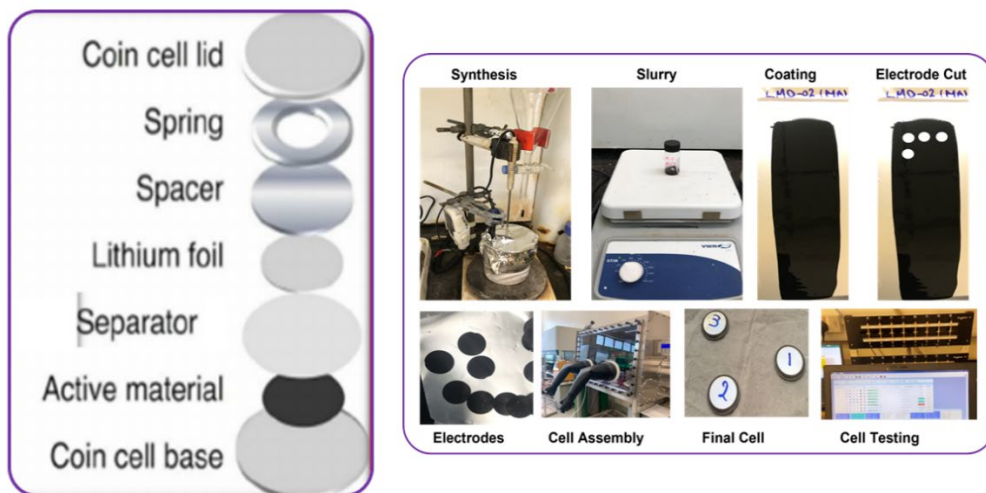 Coin cell lid
Spring
Spacer
Lithium foil
Separator
Active material
Coin cell base
Synthesis
Slurry
Coating
Electrode Cut
LMO-02 (MA)
LMO-02 (MA)
VWR
Electrodes
Cell Assembly
Final Cell
Cell Testing
3
1
2